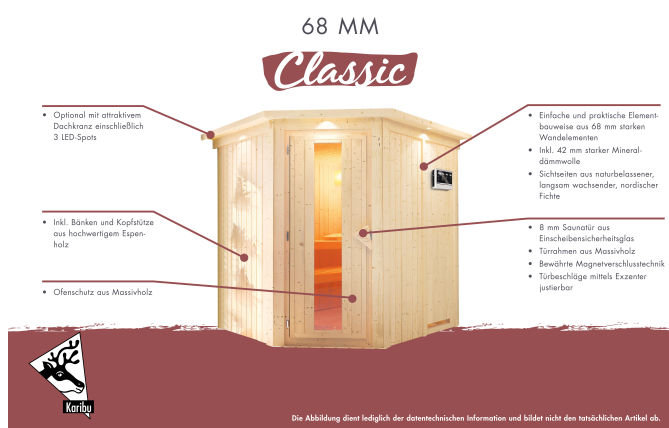 68 MM
Classic
• Optional mit attraktivem
Dachkranz einschließlich
3 LED-Spots
• Inkl. Bänken und Kopfstütze
aus hochwertigem Espen-
holz
• Ofenschutz aus Massivholz
• Einfache und praktische Element-
bauweise aus 68 mm starken
Wandelementen
• Inkl. 42 mm starker Mineral-
dämmwolle
• Sichtseiten aus naturbelassener,
langsam wachsender, nordischer
Fichte
• 8 mm Saunatür aus
Einscheibensicherheitsglas
• Türrahmen aus Massivholz
• Bewährte Magnetverschlusstechnik
• Türbeschläge mittels Exzenter
justierbar
Karibu
Die Abbildung dient lediglich der datentechnischen Information und bildet nicht den tatsächlichen Artikel ab.